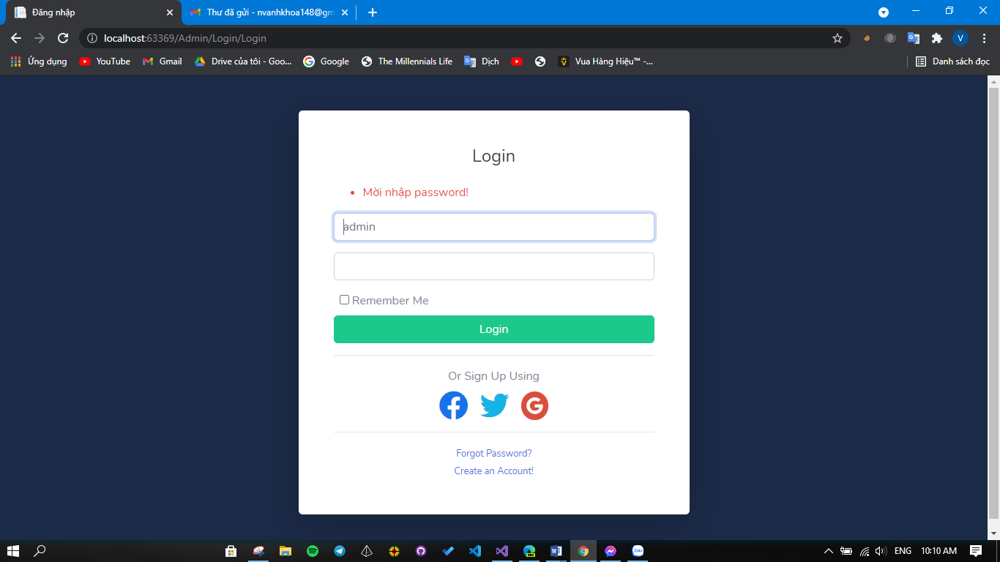 Đăng nhập
Thư đã gửi - nvanhkhoa148@gm
localhost:63369/Admin/Login/Login
V
Ứng dụng YouTube Gmail Drive của tôi - Goo... Google The Millennials Life Dịch Vua Hàng Hiệu™ -... Danh sách đọc
Login
Mời nhập password!
admin
Remember Me
Login
Or Sign Up Using
Forgot Password?
Create an Account!
ENG 10:10 AM